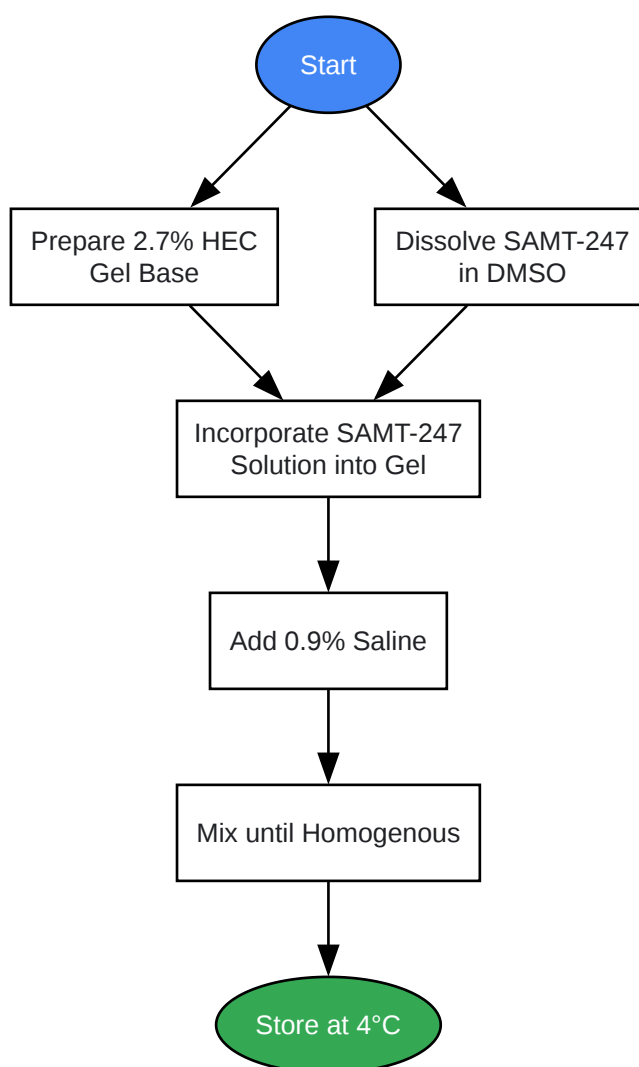 Start
Prepare 2.7% HEC
Gel Base
Dissolve SAMT-247
in DMSO
Incorporate SAMT-247
Solution into Gel
Add 0.9% Saline
Mix until Homogenous
Store at 4°C